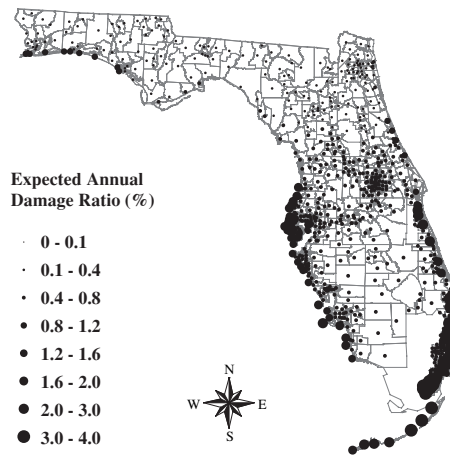 Expected Annual
Damage Ratio (%)
0 - 0.1
0.1 - 0.4
0.4 - 0.8
0.8 - 1.2
1.2 - 1.6
1.6 - 2.0
2.0 - 3.0
3.0 - 4.0
N
W E
S